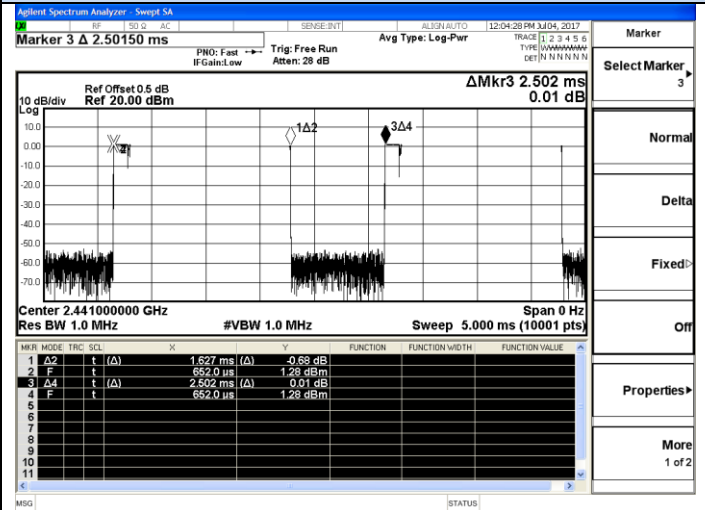 Agilent Spectrum Analyzer - Swept SA
RF 50 Ω AC SENSE:INT ALIGN AUTO 12:04:28 PM Jul 04, 2017
Marker 3 Δ 2.50150 ms
PNO: Fast
IFGain:Low
Trig: Free Run
Atten: 28 dB
Avg Type: Log-Pwr
TRACE 1 2 3 4 5 6
TYPE WWWWWW
DET N N N N N N
Ref Offset 0.5 dB
Ref 20.00 dBm
10 dB/div
Log
ΔMkr3 2.502 ms
0.01 dB
10.0
0.00
-10.0
-20.0
-30.0
-40.0
-50.0
-60.0
-70.0
1Δ2
3Δ4
Center 2.441000000 GHz
Span 0 Hz
Res BW 1.0 MHz #VBW 1.0 MHz Sweep 5.000 ms (10001 pts)
MKR MODE TRC SCL X Y FUNCTION FUNCTION WIDTH FUNCTION VALUE
1 Δ2 t (Δ) 1.627 ms (Δ) -0.68 dB
2 F t 652.0 µs 1.28 dBm
3 Δ4 t (Δ) 2.502 ms (Δ) 0.01 dB
4 F t 652.0 µs 1.28 dBm
5
6
7
8
9
10
11
MSG STATUS
Marker
Select Marker
3
Normal
Delta
Fixed
Off
Properties
More
1 of 2